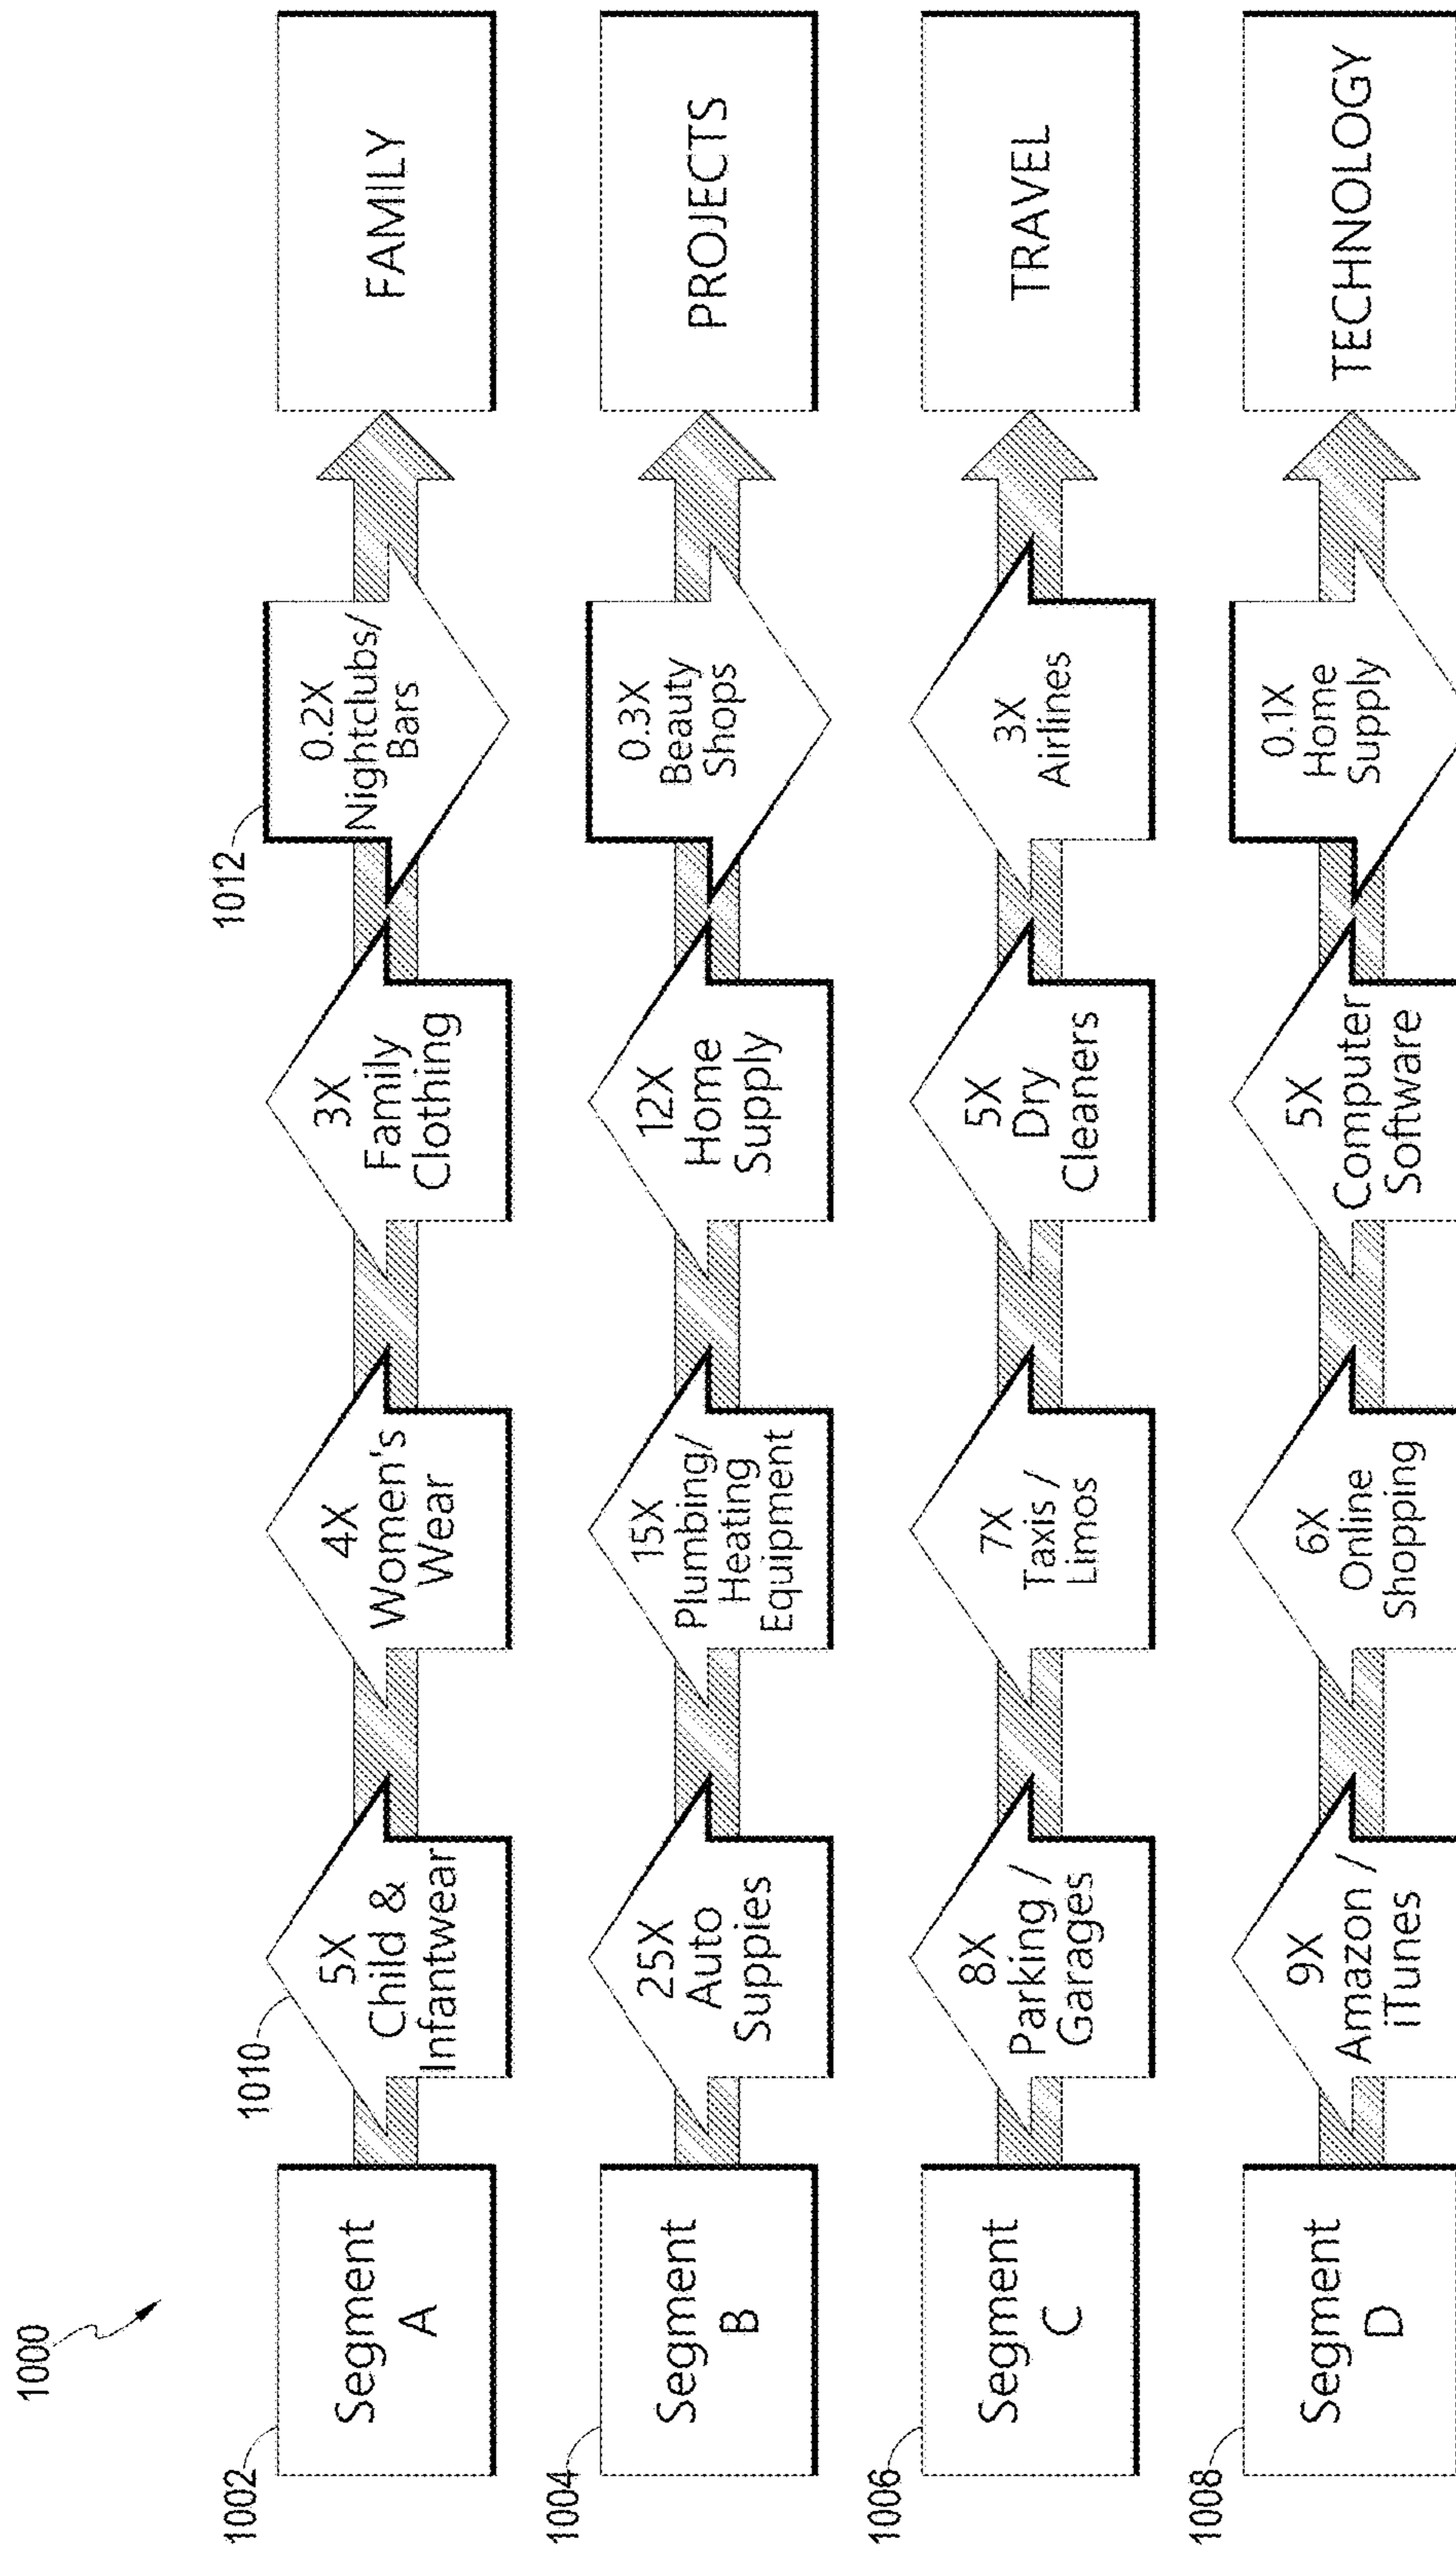 1000
1002
Segment
A
1010
5X
Child &
Infantwear
4X
Women's
Wear
3X
Family
Clothing
1012
0.2X
Nightclubs/
Bars
FAMILY
1004
Segment
B
25X
Auto
Suppies
15X
Plumbing/
Heating
Equipment
12X
Home
Supply
0.3X
Beauty
Shops
PROJECTS
1006
Segment
C
8X
Parking /
Garages
7X
Taxis /
Limos
5X
Dry
Cleaners
3X
Airlines
TRAVEL
1008
Segment
D
9X
Amazon /
iTunes
6X
Online
Shopping
5X
Computer
Software
0.1X
Home
Supply
TECHNOLOGY